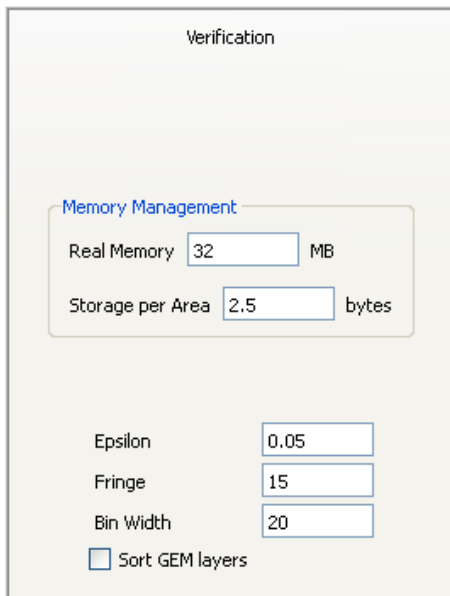 Verification
Memory Management
Real Memory 32 MB
Storage per Area 2.5 bytes
Epsilon 0.05
Fringe 15
Bin Width 20
Sort GEM layers